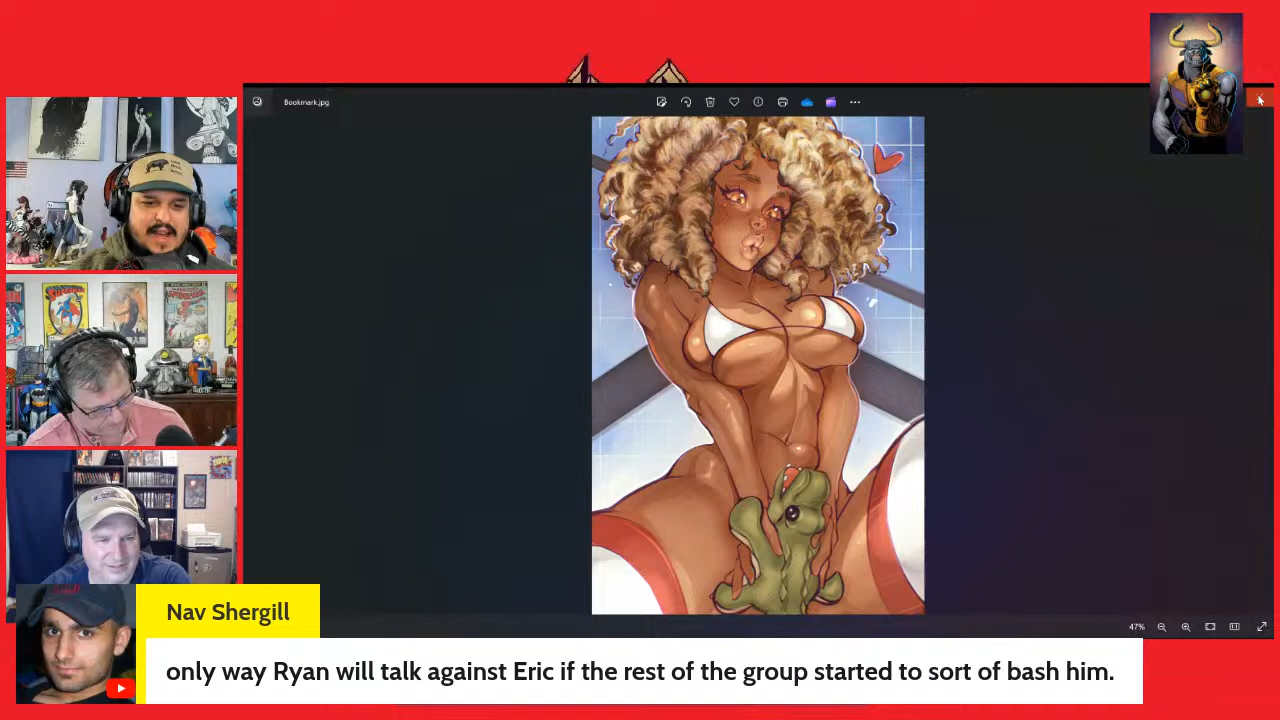 Bookmark.jpg
SUPERMAN
47%
Nav Shergill
only way Ryan will talk against Eric if the rest of the group started to sort of bash him.